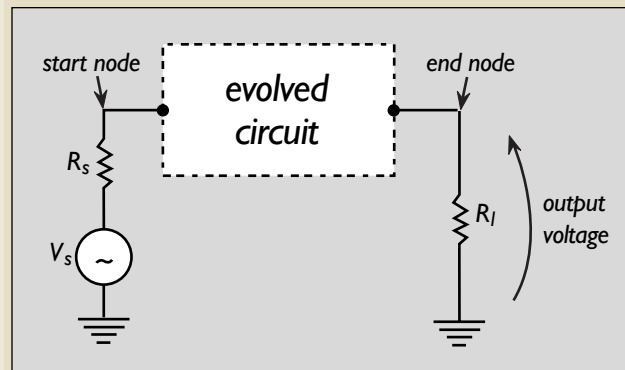 start node
evolved
circuit
end node
Rs
Rl
output
voltage
Vs
~